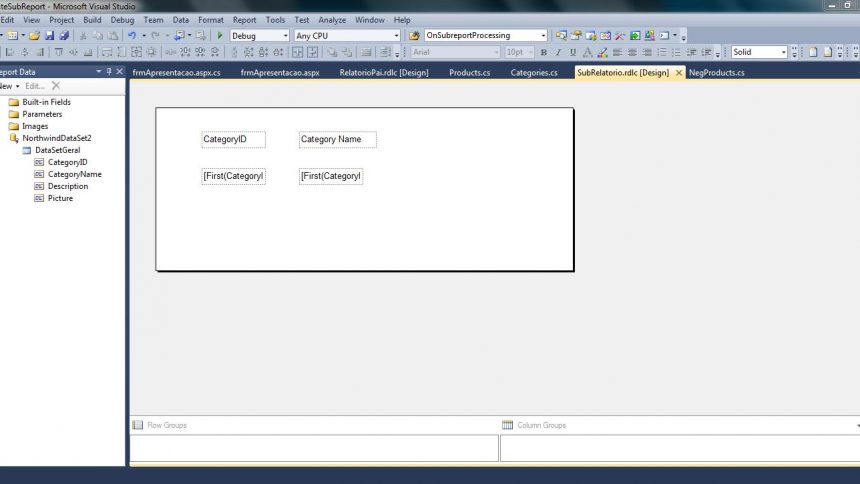 teSubReport - Microsoft Visual Studio
Edit View Project Build Debug Team Data Format Report Tools Test Analyze Window Help
Debug Any CPU OnSubreportProcessing
Arial 10pt B I U A Solid
eport Data frmApresentacao.aspx.cs frmApresentacao.aspx RelatorioPai.rdlc [Design] Products.cs Categories.cs SubRelatorio.rdlc [Design] NegProducts.cs
New Edit...
Built-in Fields
Parameters
Images
NorthwindDataSet2
DataSetGeral
CategoryID
CategoryName
Description
Picture
CategoryID Category Name
[First(CategoryI [First(CategoryI
Row Groups Column Groups